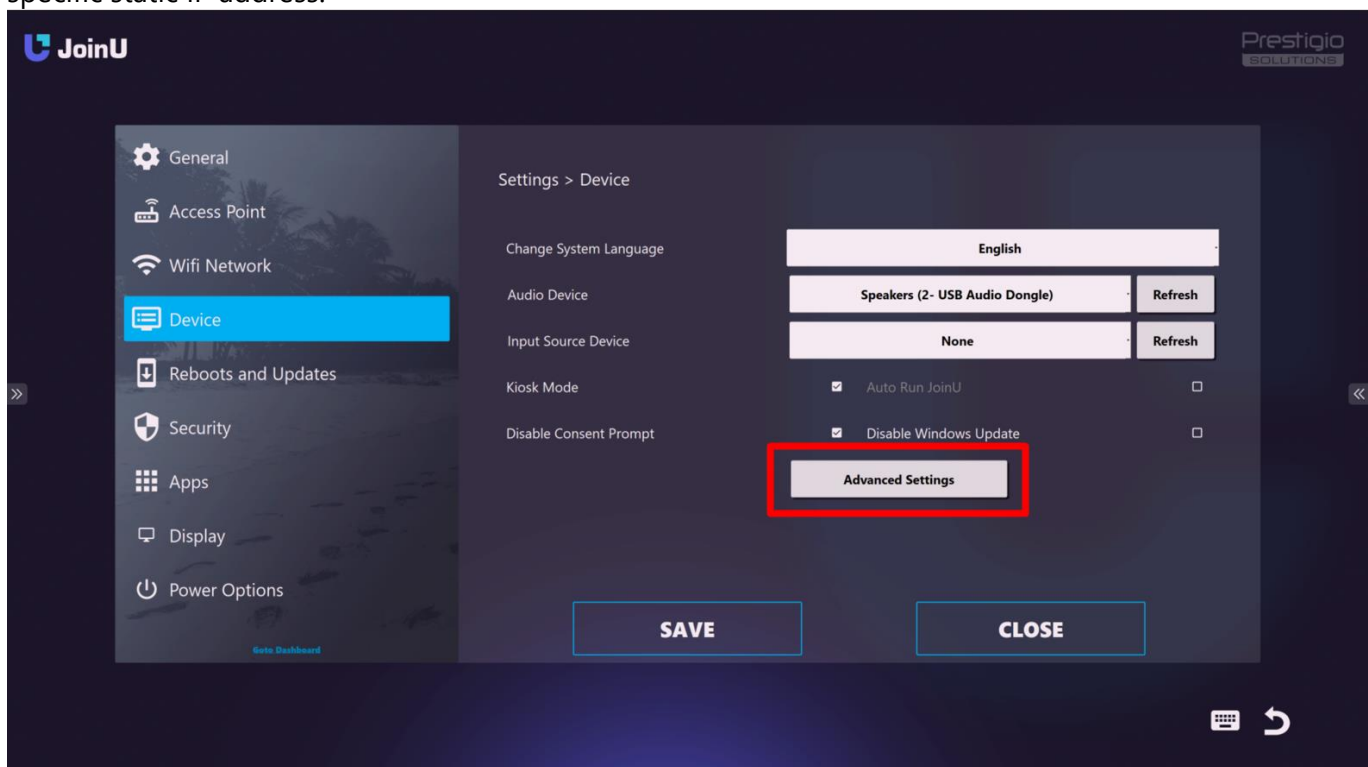 specific static IP address.
JoinU
Prestigio
SOLUTIONS
General
Access Point
Wifi Network
Device
Reboots and Updates
Security
Apps
Display
Power Options
Goto Dashboard
Settings > Device
Change System Language English
Audio Device Speakers (2- USB Audio Dongle) Refresh
Input Source Device None Refresh
Kiosk Mode Auto Run JoinU
Disable Consent Prompt Disable Windows Update
Advanced Settings
SAVE CLOSE